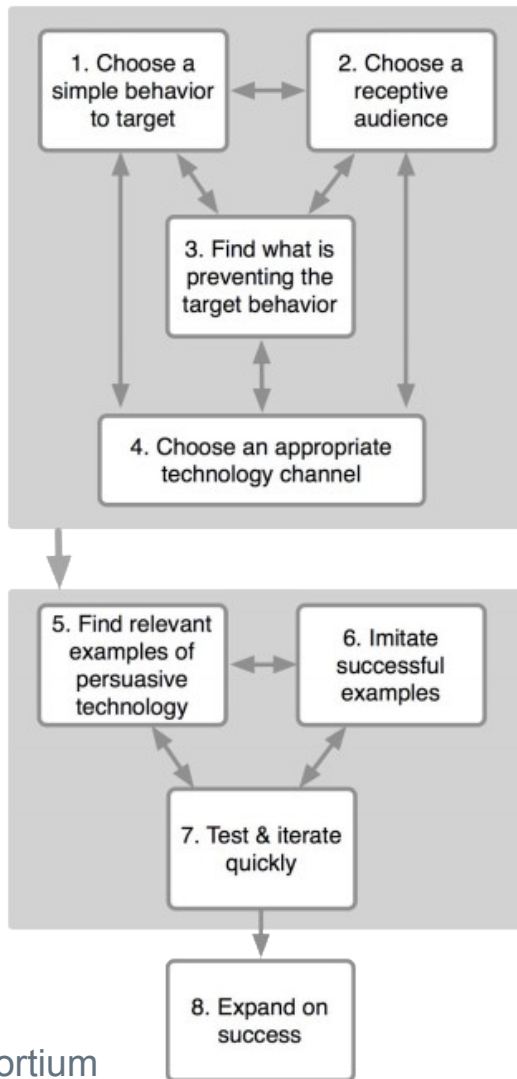 1. Choose a
simple behavior
to target
2. Choose a
receptive
audience
3. Find what is
preventing the
target behavior
4. Choose an appropriate
technology channel
5. Find relevant
examples of
persuasive
technology
6. Imitate
successful
examples
7. Test & iterate
quickly
8. Expand on
success
ortium